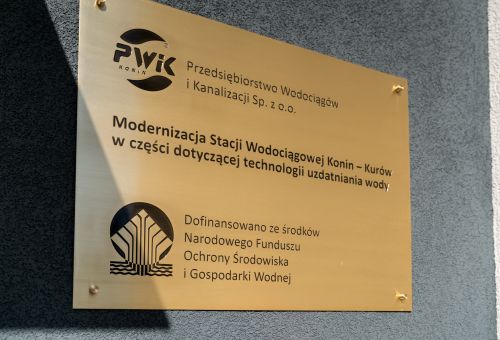 PWiK
KONIN
Przedsiębiorstwo Wodociągów
i Kanalizacji Sp. z o.o.
Modernizacja Stacji Wodociągowej Konin – Kurów
w części dotyczącej technologii uzdatniania wody
Dofinansowano ze środków
Narodowego Funduszu
Ochrony Środowiska
i Gospodarki Wodnej